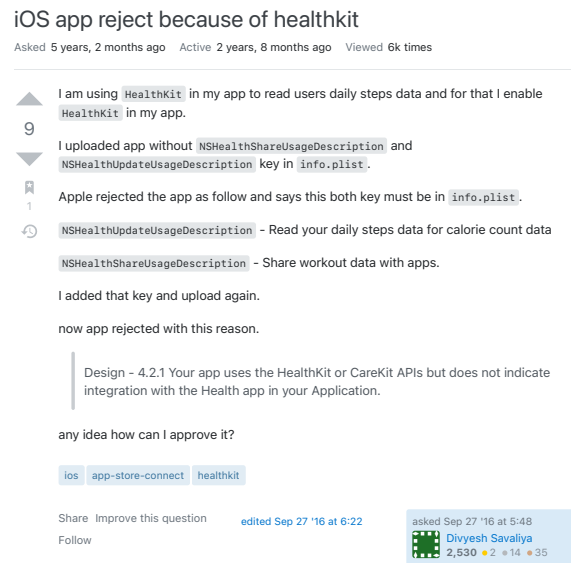 iOS app reject because of healthkit
Asked 5 years, 2 months ago Active 2 years, 8 months ago Viewed 6k times
I am using HealthKit in my app to read users daily steps data and for that I enable
HealthKit in my app.
9
I uploaded app without NSHealthShareUsageDescription and
NSHealthUpdateUsageDescription key in info.plist.
1
Apple rejected the app as follow and says this both key must be in info.plist.
NSHealthUpdateUsageDescription - Read your daily steps data for calorie count data
NSHealthShareUsageDescription - Share workout data with apps.
I added that key and upload again.
now app rejected with this reason.
Design - 4.2.1 Your app uses the HealthKit or CareKit APIs but does not indicate
integration with the Health app in your Application.
any idea how can I approve it?
ios app-store-connect healthkit
Share Improve this question
Follow
edited Sep 27 '16 at 6:22
asked Sep 27 '16 at 5:48
Divyesh Savaliya
2,530 2 14 35